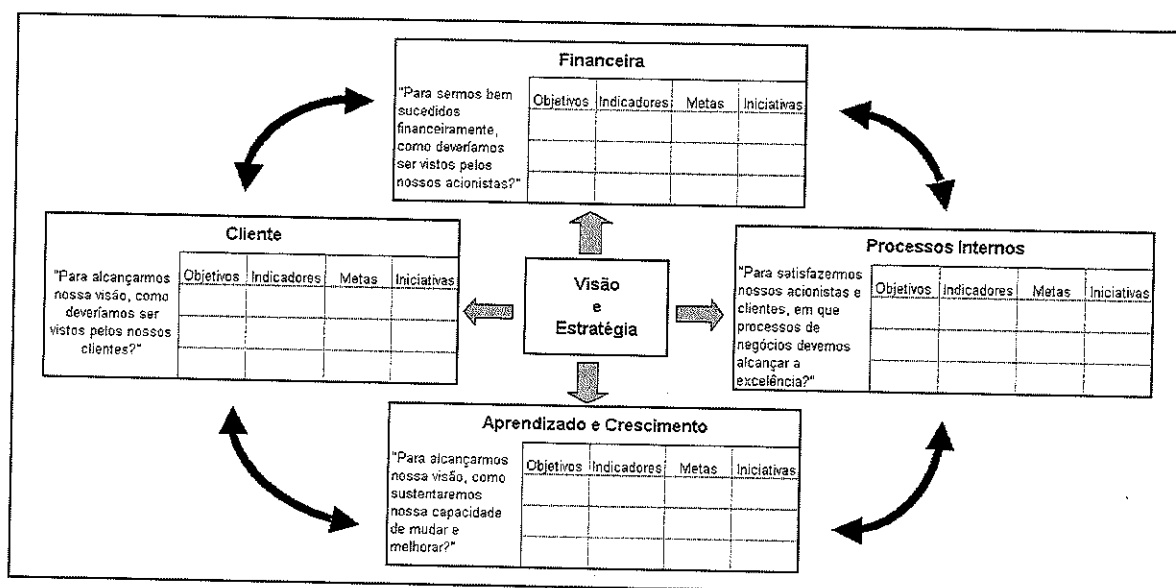 Financeira
"Para sermos bem
sucedidos
financeiramente,
como deveríamos
ser vistos pelos
nossos acionistas?"
Objetivos Indicadores Metas Iniciativas
Cliente
"Para alcançarmos
nossa visão, como
deveríamos ser
vistos pelos nossos
clientes?"
Objetivos Indicadores Metas Iniciativas
Visão
e
Estratégia
Processos Internos
"Para satisfazermos
nossos acionistas e
clientes, em que
processos de
negócios devemos
alcançar a
excelência?"
Objetivos Indicadores Metas Iniciativas
Aprendizado e Crescimento
"Para alcançarmos
nossa visão, como
sustentaremos
nossa capacidade
de mudar e
melhorar?"
Objetivos Indicadores Metas Iniciativas